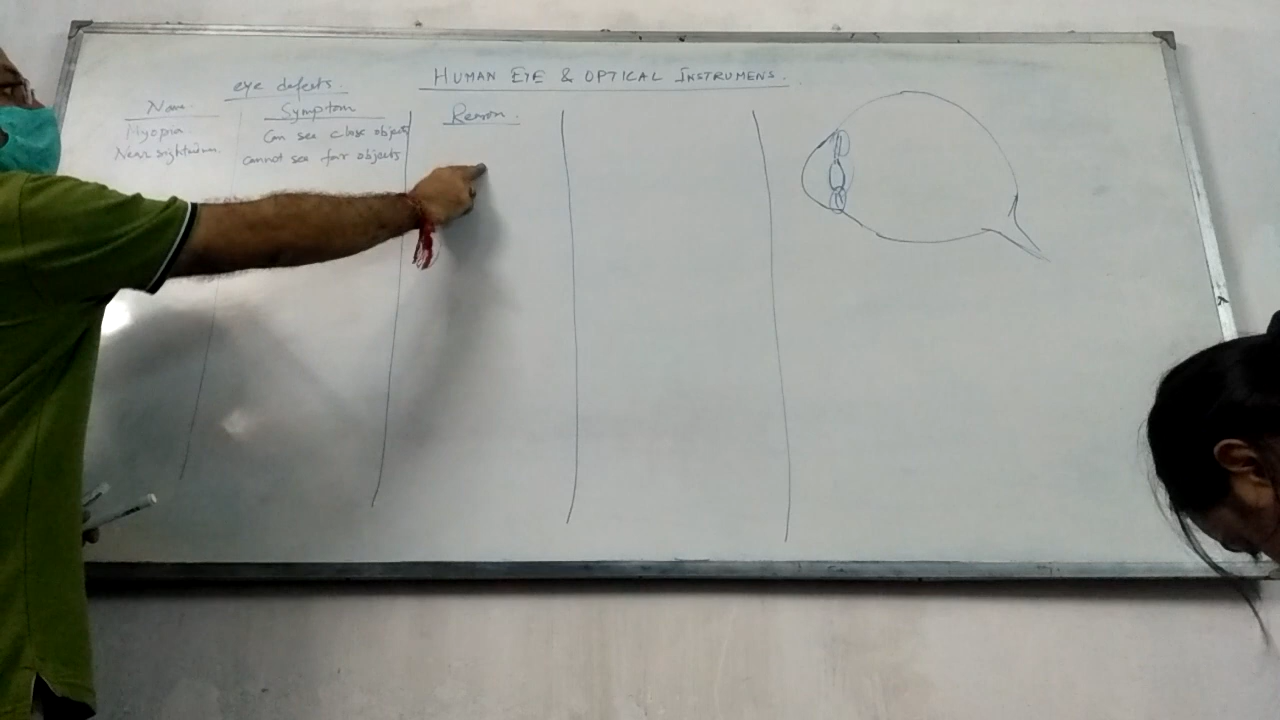 HUMAN EYE & OPTICAL INSTRUMENS.
eye defects.
Name Symptom Reason.
Myopia Can see close objects
Near sightedness. cannot see far objects